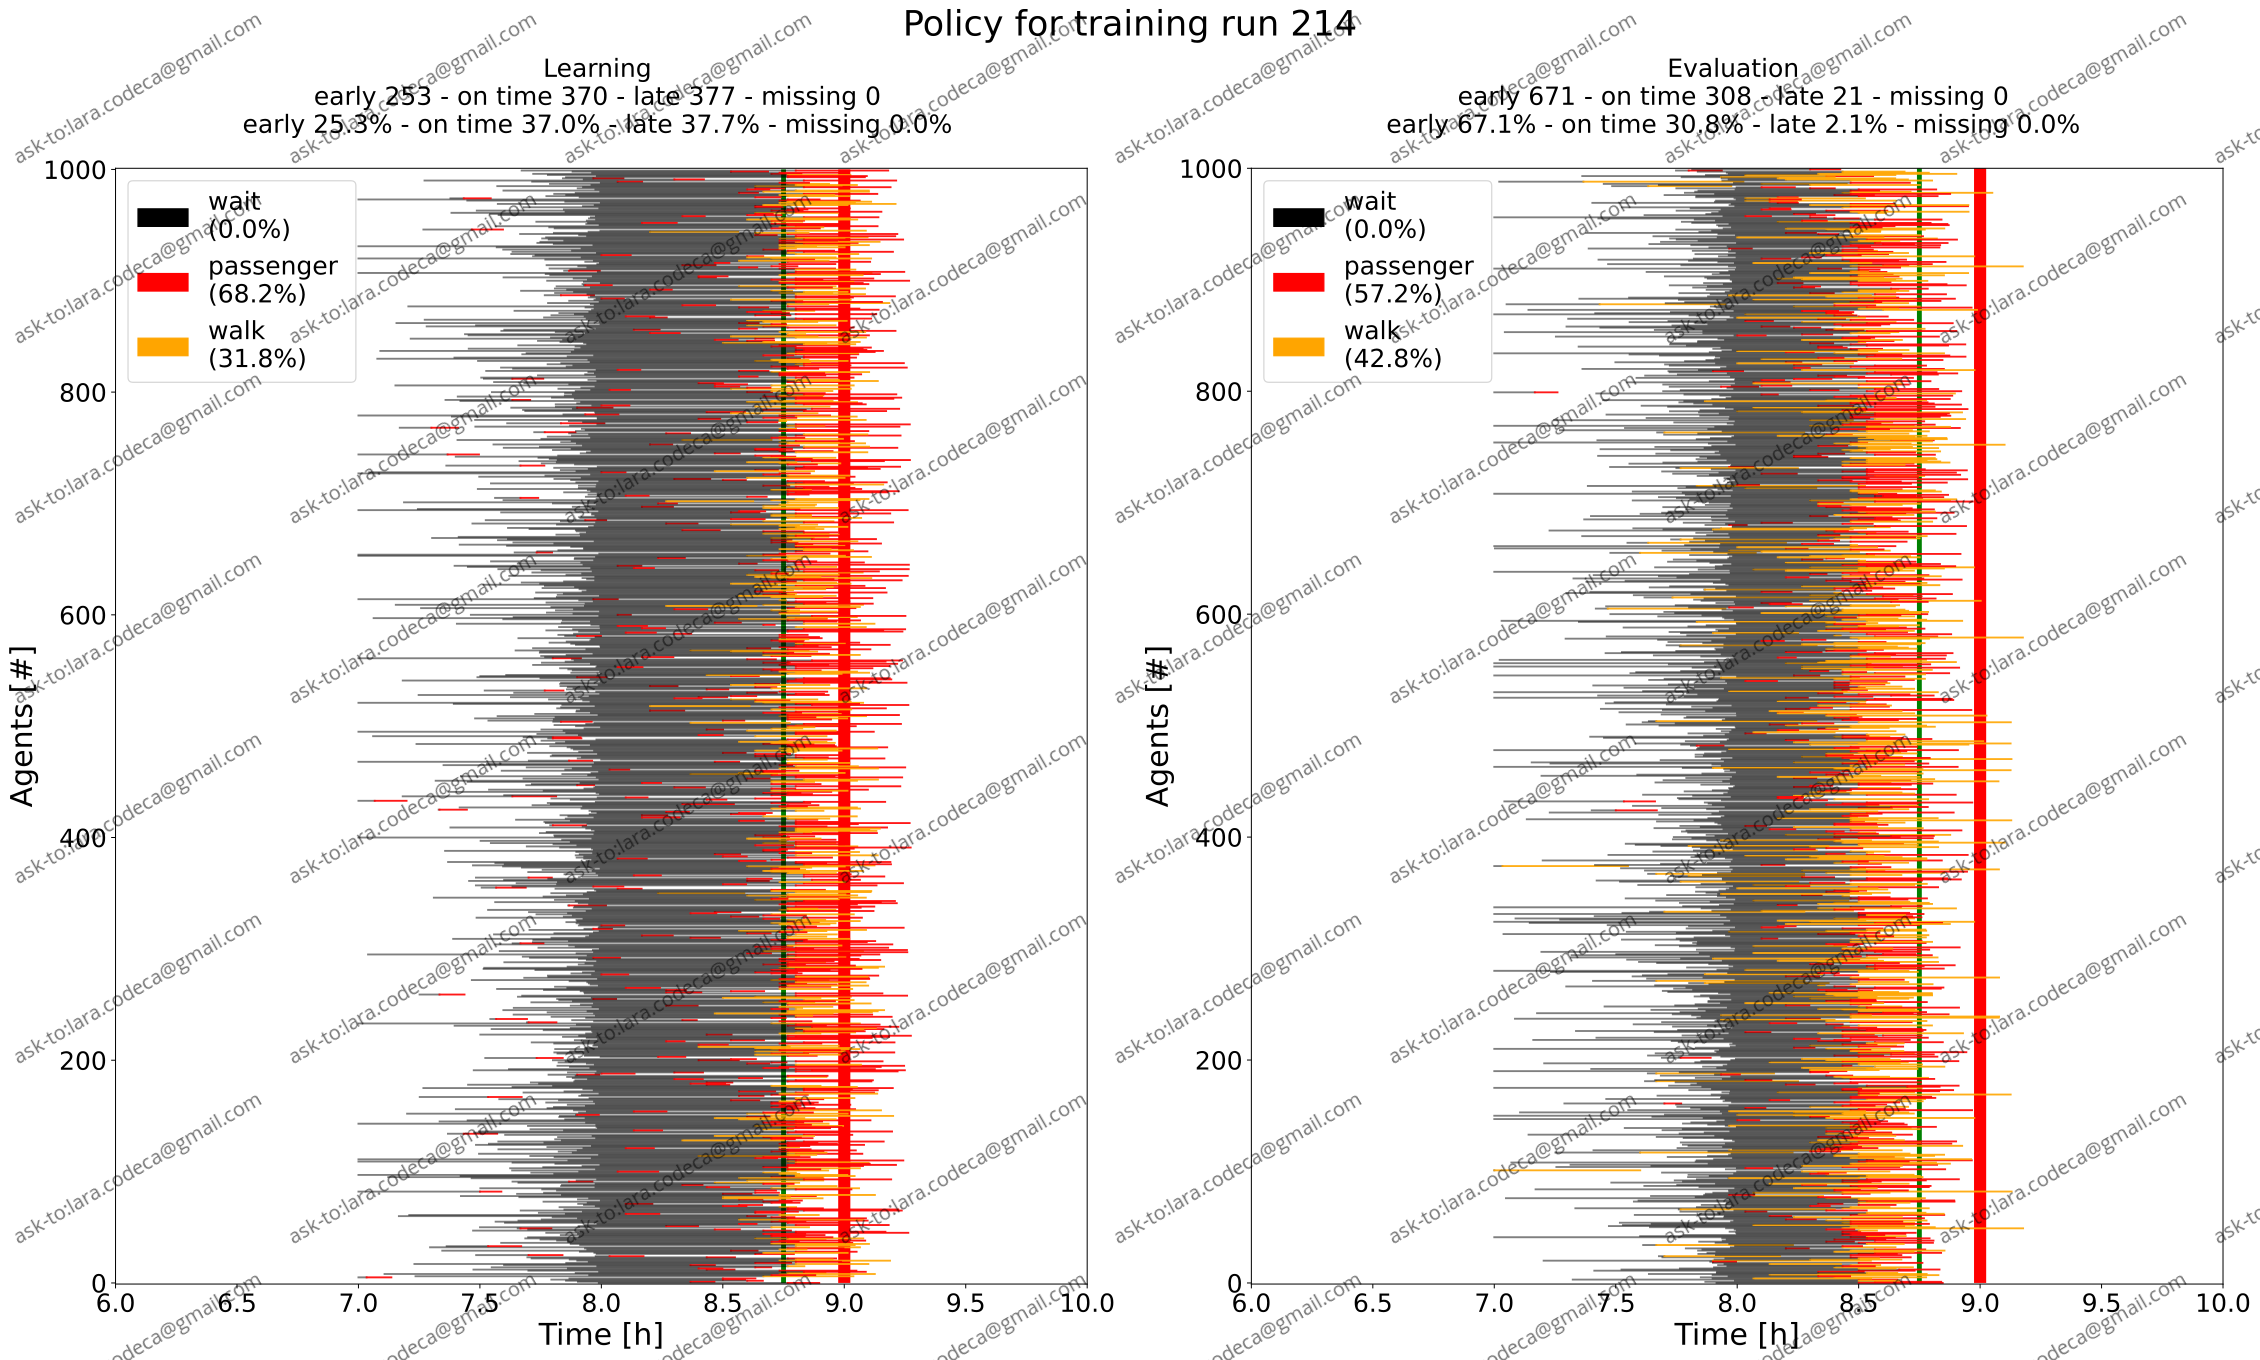 Policy for training run 214
Learning
early 253 - on time 370 - late 377 - missing 0
early 25.3% - on time 37.0% - late 37.7% - missing 0.0%
Evaluation
early 671 - on time 308 - late 21 - missing 0
early 67.1% - on time 30.8% - late 2.1% - missing 0.0%
wait
(0.0%)
passenger
(68.2%)
walk
(31.8%)
1000
800
600
400
200
0
Agents [#]
6.0 6.5 7.0 7.5 8.0 8.5 9.0 9.5 10.0
Time [h]
wait
(0.0%)
passenger
(57.2%)
walk
(42.8%)
1000
800
600
400
200
0
Agents [#]
6.0 6.5 7.0 7.5 8.0 8.5 9.0 9.5 10.0
Time [h]
ask-to:lara.codeca@gmail.com